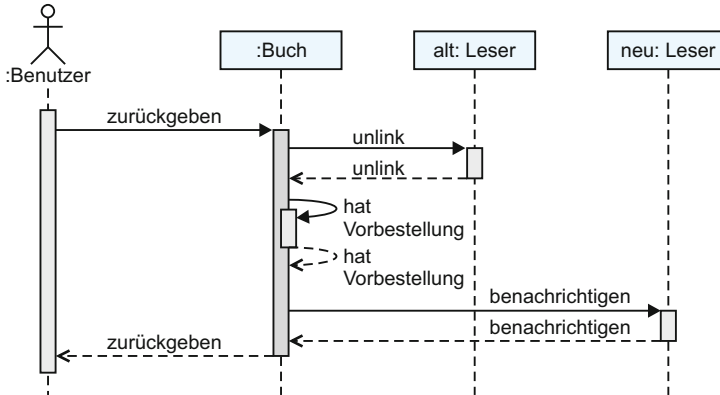 :Benutzer
:Buch
alt: Leser
neu: Leser
zurückgeben
unlink
unlink
hat
Vorbestellung
hat
Vorbestellung
benachrichtigen
benachrichtigen
zurückgeben